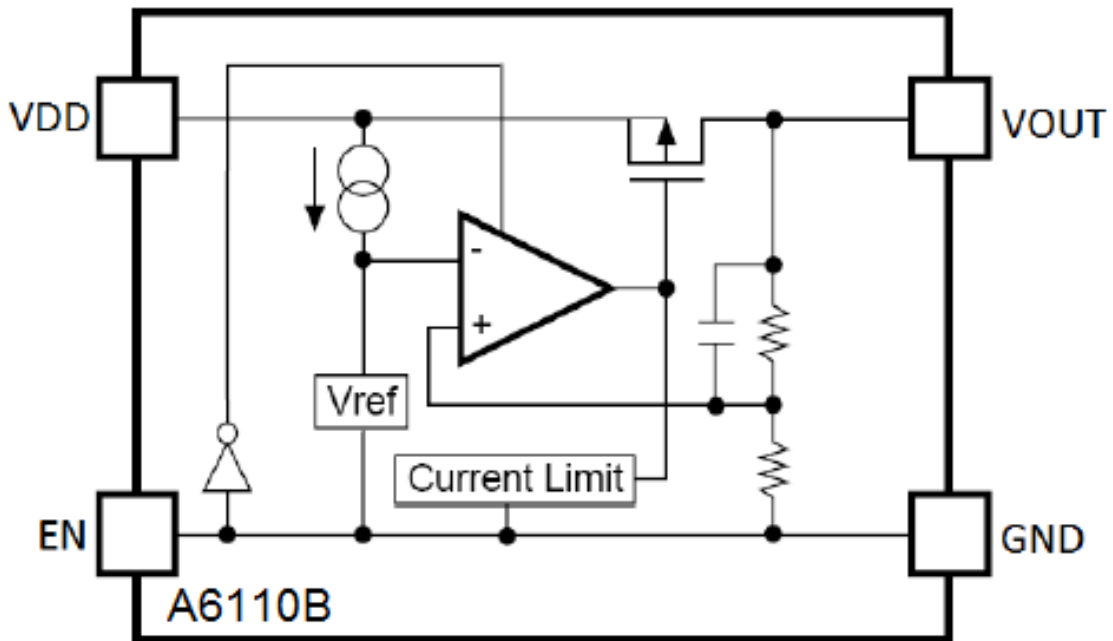 VDD
VOUT
-
+
Vref
Current Limit
EN
GND
A6110B